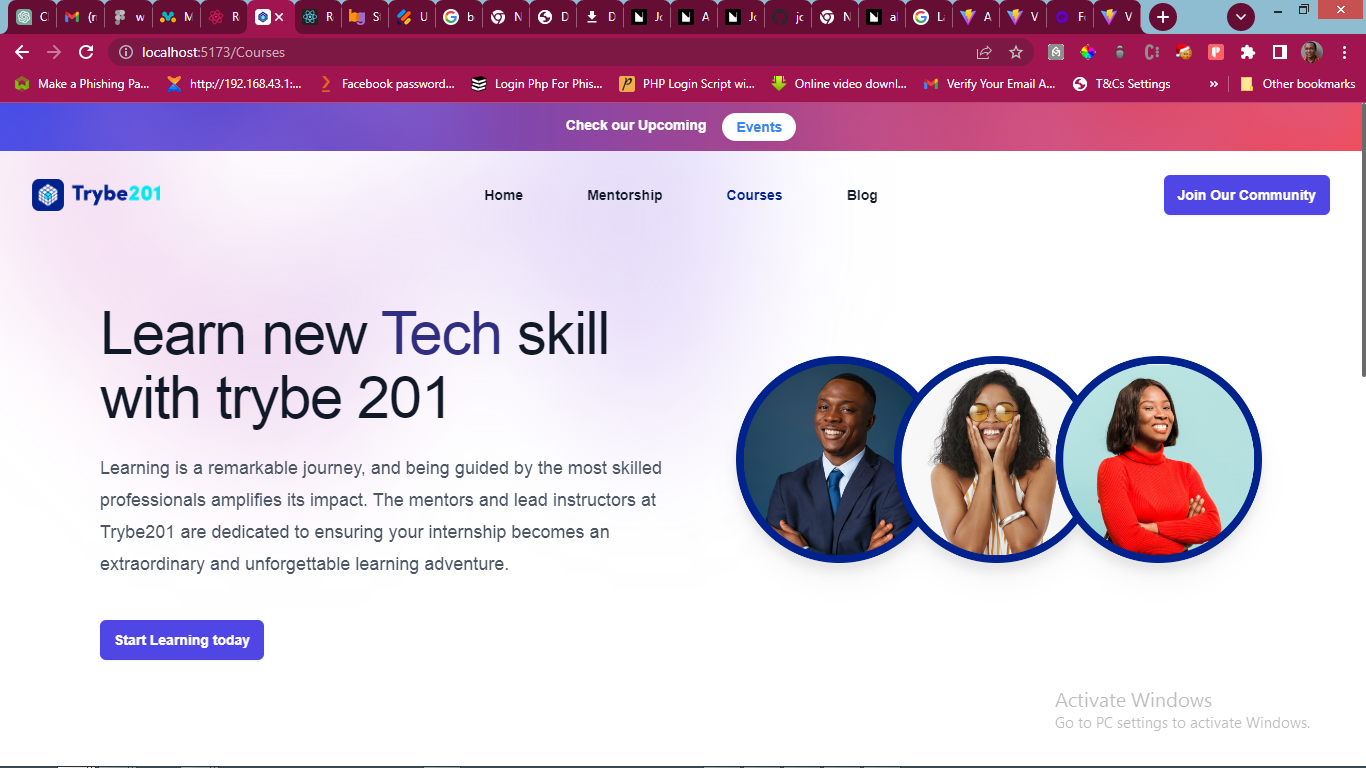 C
(r
w
M
R
R
St
U
b
N
D
D
Jc
A
Jc
jc
N
al
La
A
V
Fe
V
localhost:5173/Courses
Make a Phishing Pa...
http://192.168.43.1:...
Facebook password...
Login Php For Phis...
PHP Login Script wi...
Online video downl...
Verify Your Email A...
T&Cs Settings
»
Other bookmarks
Check our Upcoming Events
Trybe201
Home
Mentorship
Courses
Blog
Join Our Community
Learn new Tech skill
with trybe 201
Learning is a remarkable journey, and being guided by the most skilled
professionals amplifies its impact. The mentors and lead instructors at
Trybe201 are dedicated to ensuring your internship becomes an
extraordinary and unforgettable learning adventure.
Start Learning today
Activate Windows
Go to PC settings to activate Windows.